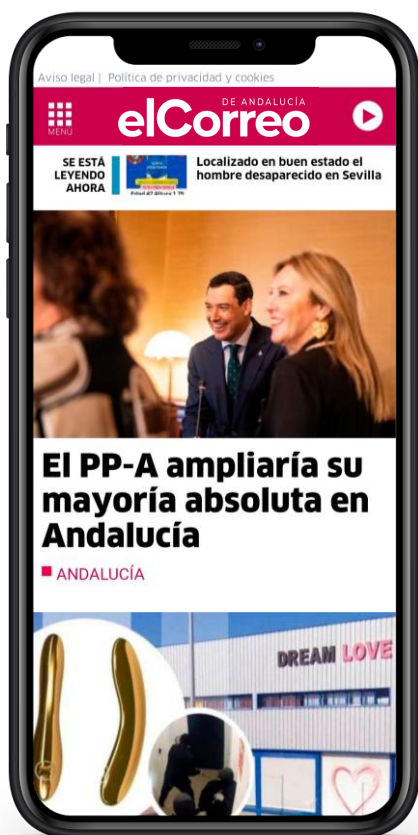 Aviso legal | Política de privacidad y cookies
MENÚ
DE ANDALUCÍA
elCorreo
SE ESTÁ
LEYENDO
AHORA
Localizado en buen estado el
hombre desaparecido en Sevilla
El PP-A ampliaría su
mayoría absoluta en
Andalucía
ANDALUCÍA
DREAM LOVE